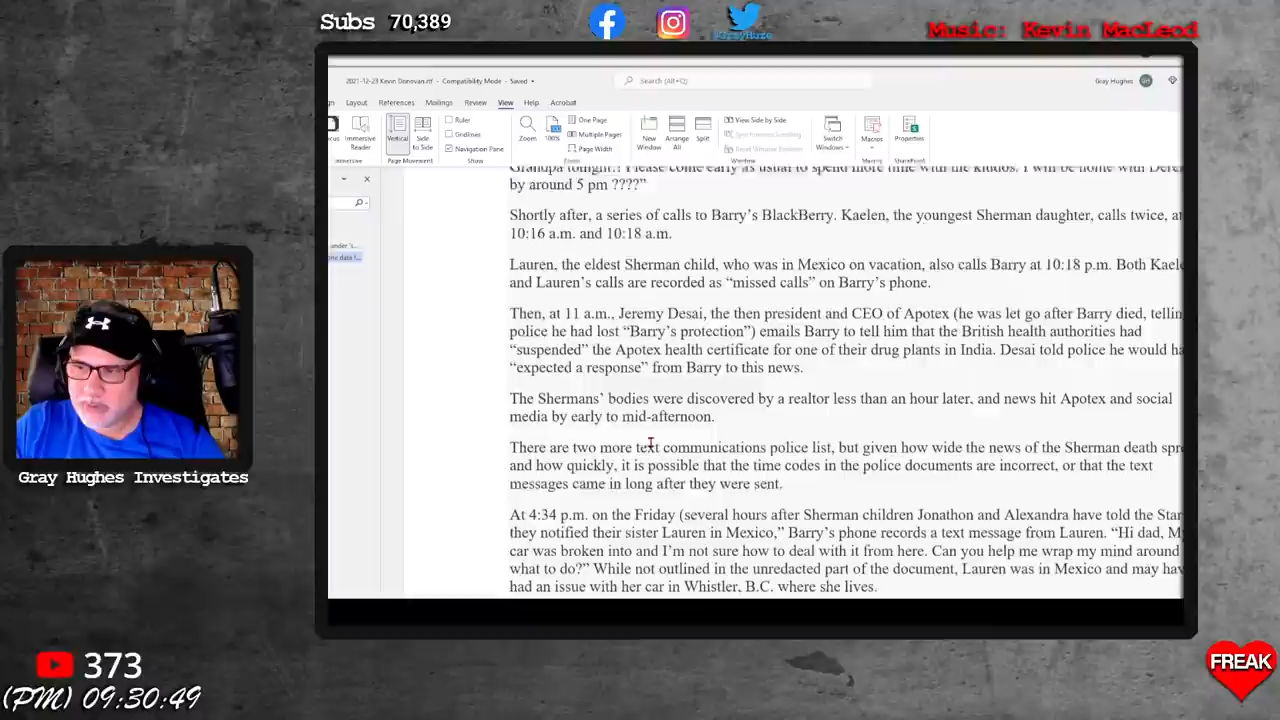 Subs 70,389
Music: Kevin MacLeod
2021-12-23 Kevin Donovan.rtf - Compatibility Mode - Saved
Search (Alt+Q)
Gray Hughes
Layout References Mailings Review View Help Acrobat
Immersive Reader
Vertical
Side to Side
Page Movement
Ruler
Gridlines
Navigation Pane
Show
Zoom
100%
One Page
Multiple Pages
Page Width
New Window
Arrange All
Split
View Side by Side
Synchronous Scrolling
Reset Window Position
Window
Switch Windows
Macros
Macros
Properties
SharePoint
Grandpa tonight!! Please come early as usual to spend more time with the kiddos. I will be home with
by around 5 pm ????”
Shortly after, a series of calls to Barry’s BlackBerry. Kaelen, the youngest Sherman daughter, calls twice,
10:16 a.m. and 10:18 a.m.
Lauren, the eldest Sherman child, who was in Mexico on vacation, also calls Barry at 10:18 p.m. Both
and Lauren’s calls are recorded as “missed calls” on Barry’s phone.
Then, at 11 a.m., Jeremy Desai, the then president and CEO of Apotex (he was let go after Barry died,
police he had lost “Barry’s protection”) emails Barry to tell him that the British health authorities had
“suspended” the Apotex health certificate for one of their drug plants in India. Desai told police he would
“expected a response” from Barry to this news.
The Shermans’ bodies were discovered by a realtor less than an hour later, and news hit Apotex and social
media by early to mid-afternoon.
There are two more text communications police list, but given how wide the news of the Sherman death
and how quickly, it is possible that the time codes in the police documents are incorrect, or that the text
messages came in long after they were sent.
At 4:34 p.m. on the Friday (several hours after Sherman children Jonathon and Alexandra have told the Star
they notified their sister Lauren in Mexico,” Barry’s phone records a text message from Lauren. “Hi dad,
car was broken into and I’m not sure how to deal with it from here. Can you help me wrap my mind around
what to do?” While not outlined in the unredacted part of the document, Lauren was in Mexico and may
had an issue with her car in Whistler, B.C. where she lives.
Gray Hughes Investigates
373
(PM) 09:30:49
FREAK